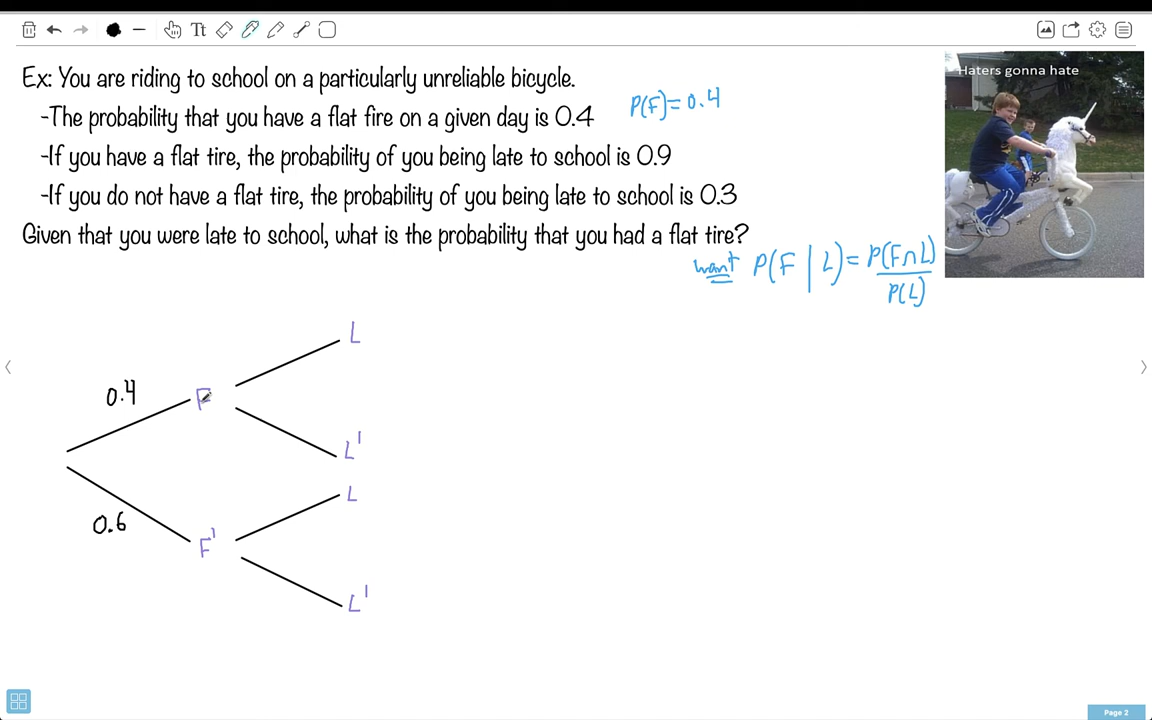 Tt
Haters gonna hate
Ex: You are riding to school on a particularly unreliable bicycle.
P(F)=0.4
-The probability that you have a flat fire on a given day is 0.4
-If you have a flat tire, the probability of you being late to school is 0.9
-If you do not have a flat tire, the probability of you being late to school is 0.3
Given that you were late to school, what is the probability that you had a flat tire?
want P(F | L)= P(F∩L)
P(L)
L
0.4
F
L'
L
0.6
F'
L'
Page 2